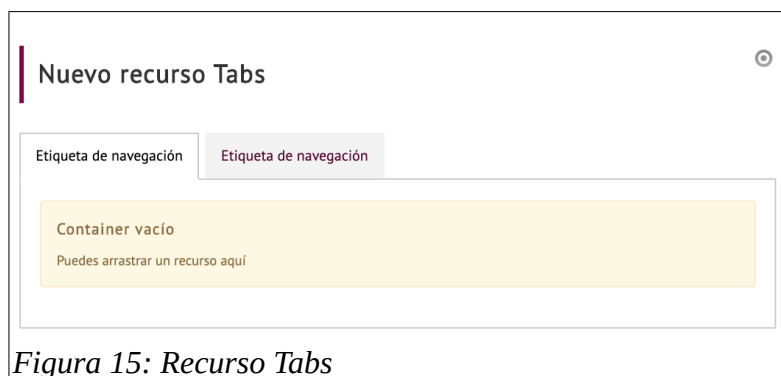 Nuevo recurso Tabs
Etiqueta de navegación Etiqueta de navegación
Container vacío
Puedes arrastrar un recurso aquí
Figura 15: Recurso Tabs